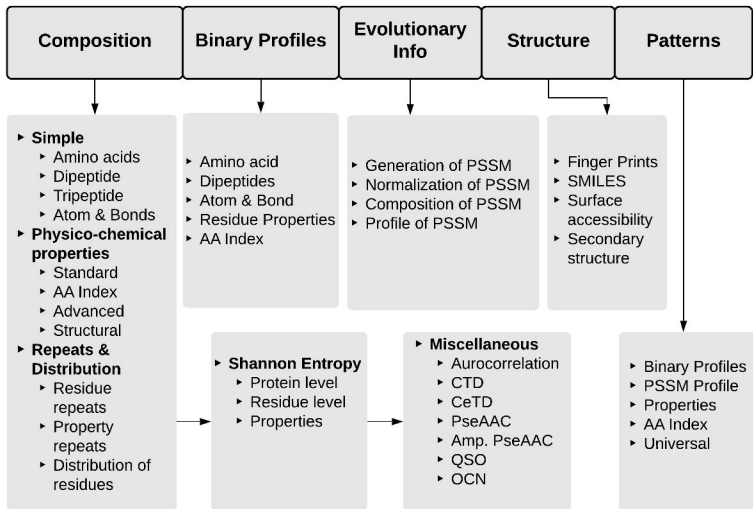 Composition
Binary Profiles
Evolutionary
Info
Structure
Patterns
Simple
Amino acids
Dipeptide
Tripeptide
Atom & Bonds
Physico-chemical
properties
Standard
AA Index
Advanced
Structural
Repeats &
Distribution
Residue
repeats
Property
repeats
Distribution of
residues
Amino acid
Dipeptides
Atom & Bond
Residue Properties
AA Index
Generation of PSSM
Normalization of PSSM
Composition of PSSM
Profile of PSSM
Finger Prints
SMILES
Surface
accessibility
Secondary
structure
Shannon Entropy
Protein level
Residue level
Properties
Miscellaneous
Aurocorrelation
CTD
CeTD
PseAAC
Amp. PseAAC
QSO
OCN
Binary Profiles
PSSM Profile
Properties
AA Index
Universal